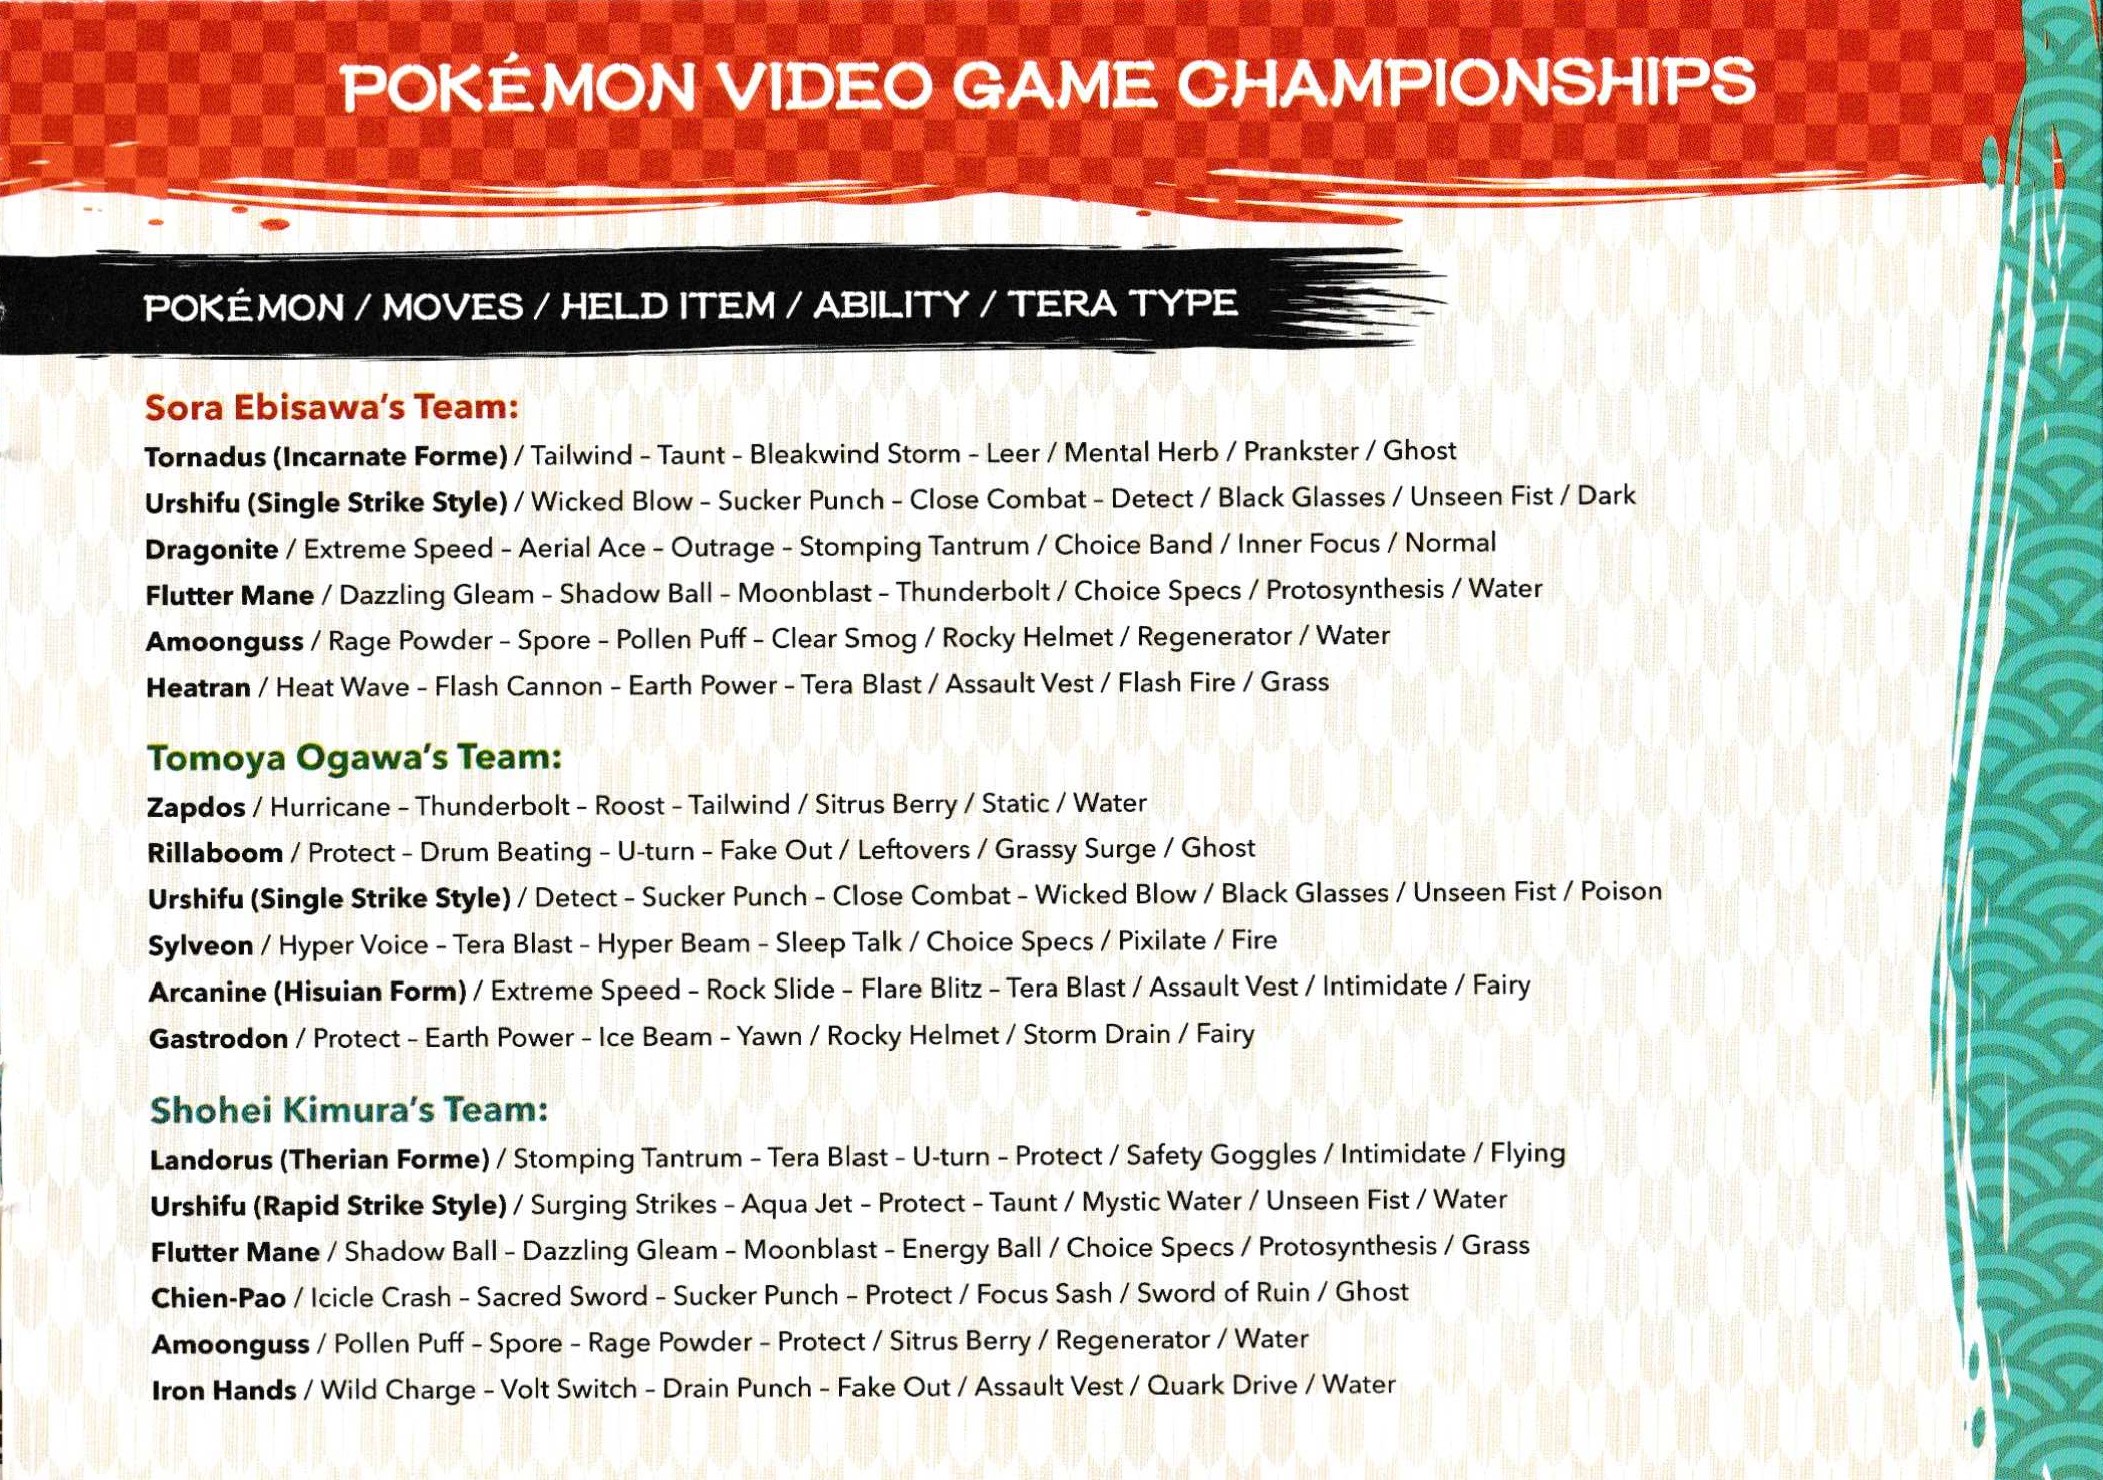 POKÉMON VIDEO GAME CHAMPIONSHIPS
POKÉMON / MOVES / HELD ITEM / ABILITY / TERA TYPE
Sora Ebisawa's Team:
Tornadus (Incarnate Forme) / Tailwind – Taunt – Bleakwind Storm – Leer / Mental Herb / Prankster / Ghost
Urshifu (Single Strike Style) / Wicked Blow – Sucker Punch – Close Combat – Detect / Black Glasses / Unseen Fist / Dark
Dragonite / Extreme Speed – Aerial Ace – Outrage – Stomping Tantrum / Choice Band / Inner Focus / Normal
Flutter Mane / Dazzling Gleam – Shadow Ball – Moonblast – Thunderbolt / Choice Specs / Protosynthesis / Water
Amoonguss / Rage Powder – Spore – Pollen Puff – Clear Smog / Rocky Helmet / Regenerator / Water
Heatran / Heat Wave – Flash Cannon – Earth Power – Tera Blast / Assault Vest / Flash Fire / Grass
Tomoya Ogawa's Team:
Zapdos / Hurricane – Thunderbolt – Roost – Tailwind / Sitrus Berry / Static / Water
Rillaboom / Protect – Drum Beating – U-turn – Fake Out / Leftovers / Grassy Surge / Ghost
Urshifu (Single Strike Style) / Detect – Sucker Punch – Close Combat – Wicked Blow / Black Glasses / Unseen Fist / Poison
Sylveon / Hyper Voice – Tera Blast – Hyper Beam – Sleep Talk / Choice Specs / Pixilate / Fire
Arcanine (Hisuian Form) / Extreme Speed – Rock Slide – Flare Blitz – Tera Blast / Assault Vest / Intimidate / Fairy
Gastrodon / Protect – Earth Power – Ice Beam – Yawn / Rocky Helmet / Storm Drain / Fairy
Shohei Kimura's Team:
Landorus (Therian Forme) / Stomping Tantrum – Tera Blast – U-turn – Protect / Safety Goggles / Intimidate / Flying
Urshifu (Rapid Strike Style) / Surging Strikes – Aqua Jet – Protect – Taunt / Mystic Water / Unseen Fist / Water
Flutter Mane / Shadow Ball – Dazzling Gleam – Moonblast – Energy Ball / Choice Specs / Protosynthesis / Grass
Chien-Pao / Icicle Crash – Sacred Sword – Sucker Punch – Protect / Focus Sash / Sword of Ruin / Ghost
Amoonguss / Pollen Puff – Spore – Rage Powder – Protect / Sitrus Berry / Regenerator / Water
Iron Hands / Wild Charge – Volt Switch – Drain Punch – Fake Out / Assault Vest / Quark Drive / Water